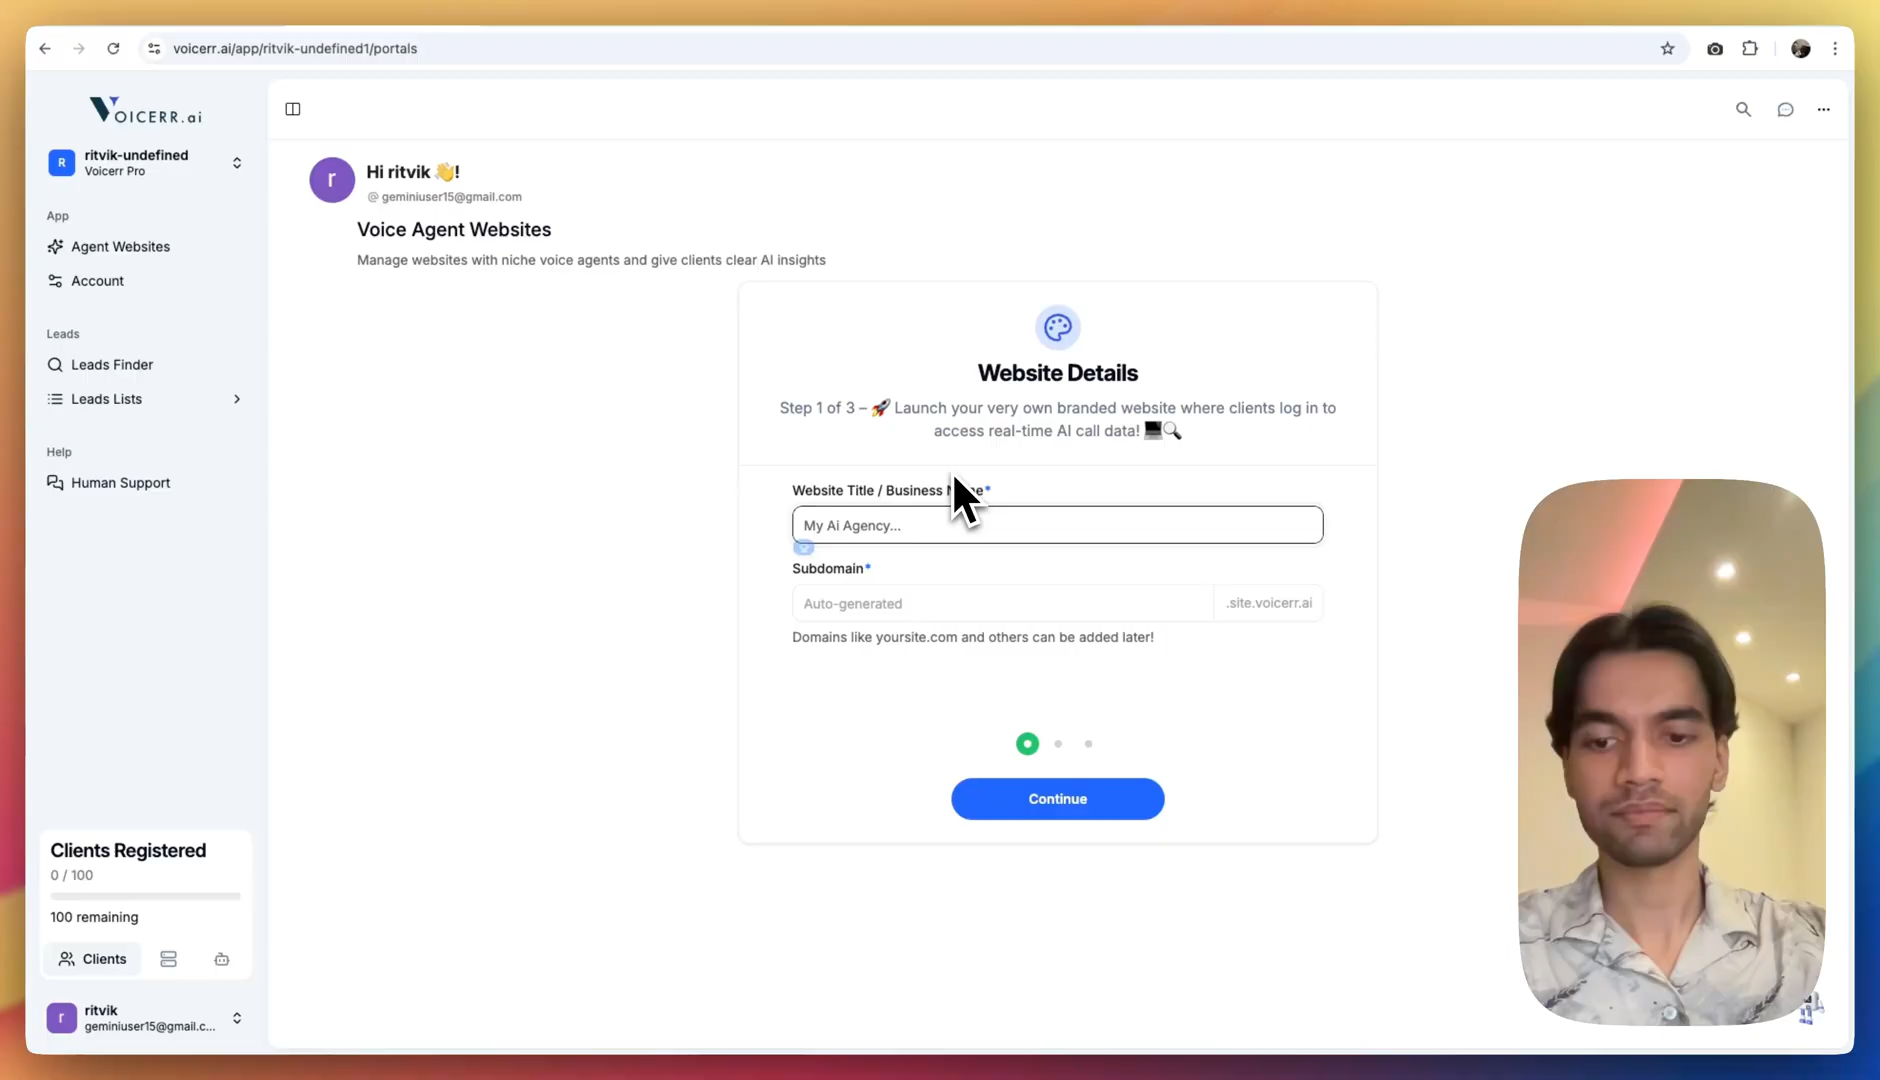 voicerr.ai/app/ritvik-undefined1/portals
VOICERR.ai
R
ritvik-undefined
Voicerr Pro
App
Agent Websites
Account
Leads
Leads Finder
Leads Lists
Help
Human Support
Clients Registered
0 / 100
100 remaining
Clients
r
ritvik
geminiuser15@gmail.c...
r
Hi ritvik 👋!
@ geminiuser15@gmail.com
Voice Agent Websites
Manage websites with niche voice agents and give clients clear AI insights
Website Details
Step 1 of 3 – 🚀 Launch your very own branded website where clients log in to
access real-time AI call data! 💻🔍
Website Title / Business
My Ai Agency...
Subdomain*
Auto-generated
.site.voicerr.ai
Domains like yoursite.com and others can be added later!
Continue